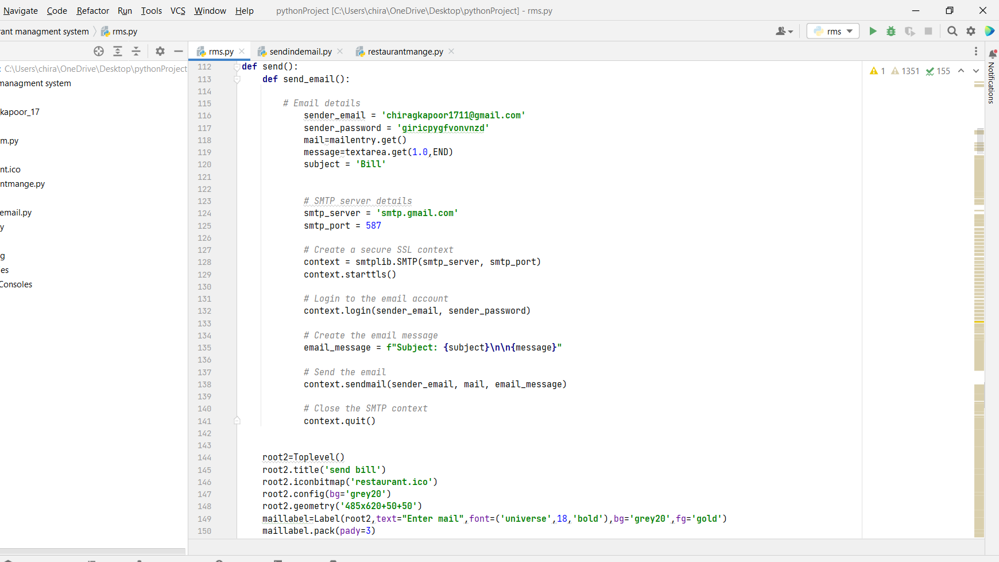 Navigate Code Refactor Run Tools VCS Window Help pythonProject [C:\Users\chira\OneDrive\Desktop\pythonProject] - rms.py
rant managment system rms.py rms
rms.py sendindemail.py restaurantmange.py
C:\Users\chira\OneDrive\Desktop\pythonProject
managment system
kapoor_17
m.py
nt.ico
ntmange.py
email.py
y
g
es
Consoles
1 1351 155
Notifications
112 def send():
113 def send_email():
114
115 # Email details
116 sender_email = 'chiragkapoor1711@gmail.com'
117 sender_password = 'giricpygfvonvnzd'
118 mail=mailentry.get()
119 message=textarea.get(1.0,END)
120 subject = 'Bill'
121
122
123 # SMTP server details
124 smtp_server = 'smtp.gmail.com'
125 smtp_port = 587
126
127 # Create a secure SSL context
128 context = smtplib.SMTP(smtp_server, smtp_port)
129 context.starttls()
130
131 # Login to the email account
132 context.login(sender_email, sender_password)
133
134 # Create the email message
135 email_message = f"Subject: {subject}\n\n{message}"
136
137 # Send the email
138 context.sendmail(sender_email, mail, email_message)
139
140 # Close the SMTP context
141 context.quit()
142
143
144 root2=Toplevel()
145 root2.title('send bill')
146 root2.iconbitmap('restaurant.ico')
147 root2.config(bg='grey20')
148 root2.geometry('485x620+50+50')
149 maillabel=Label(root2,text="Enter mail",font=('universe',18,'bold'),bg='grey20',fg='gold')
150 maillabel.pack(pady=3)